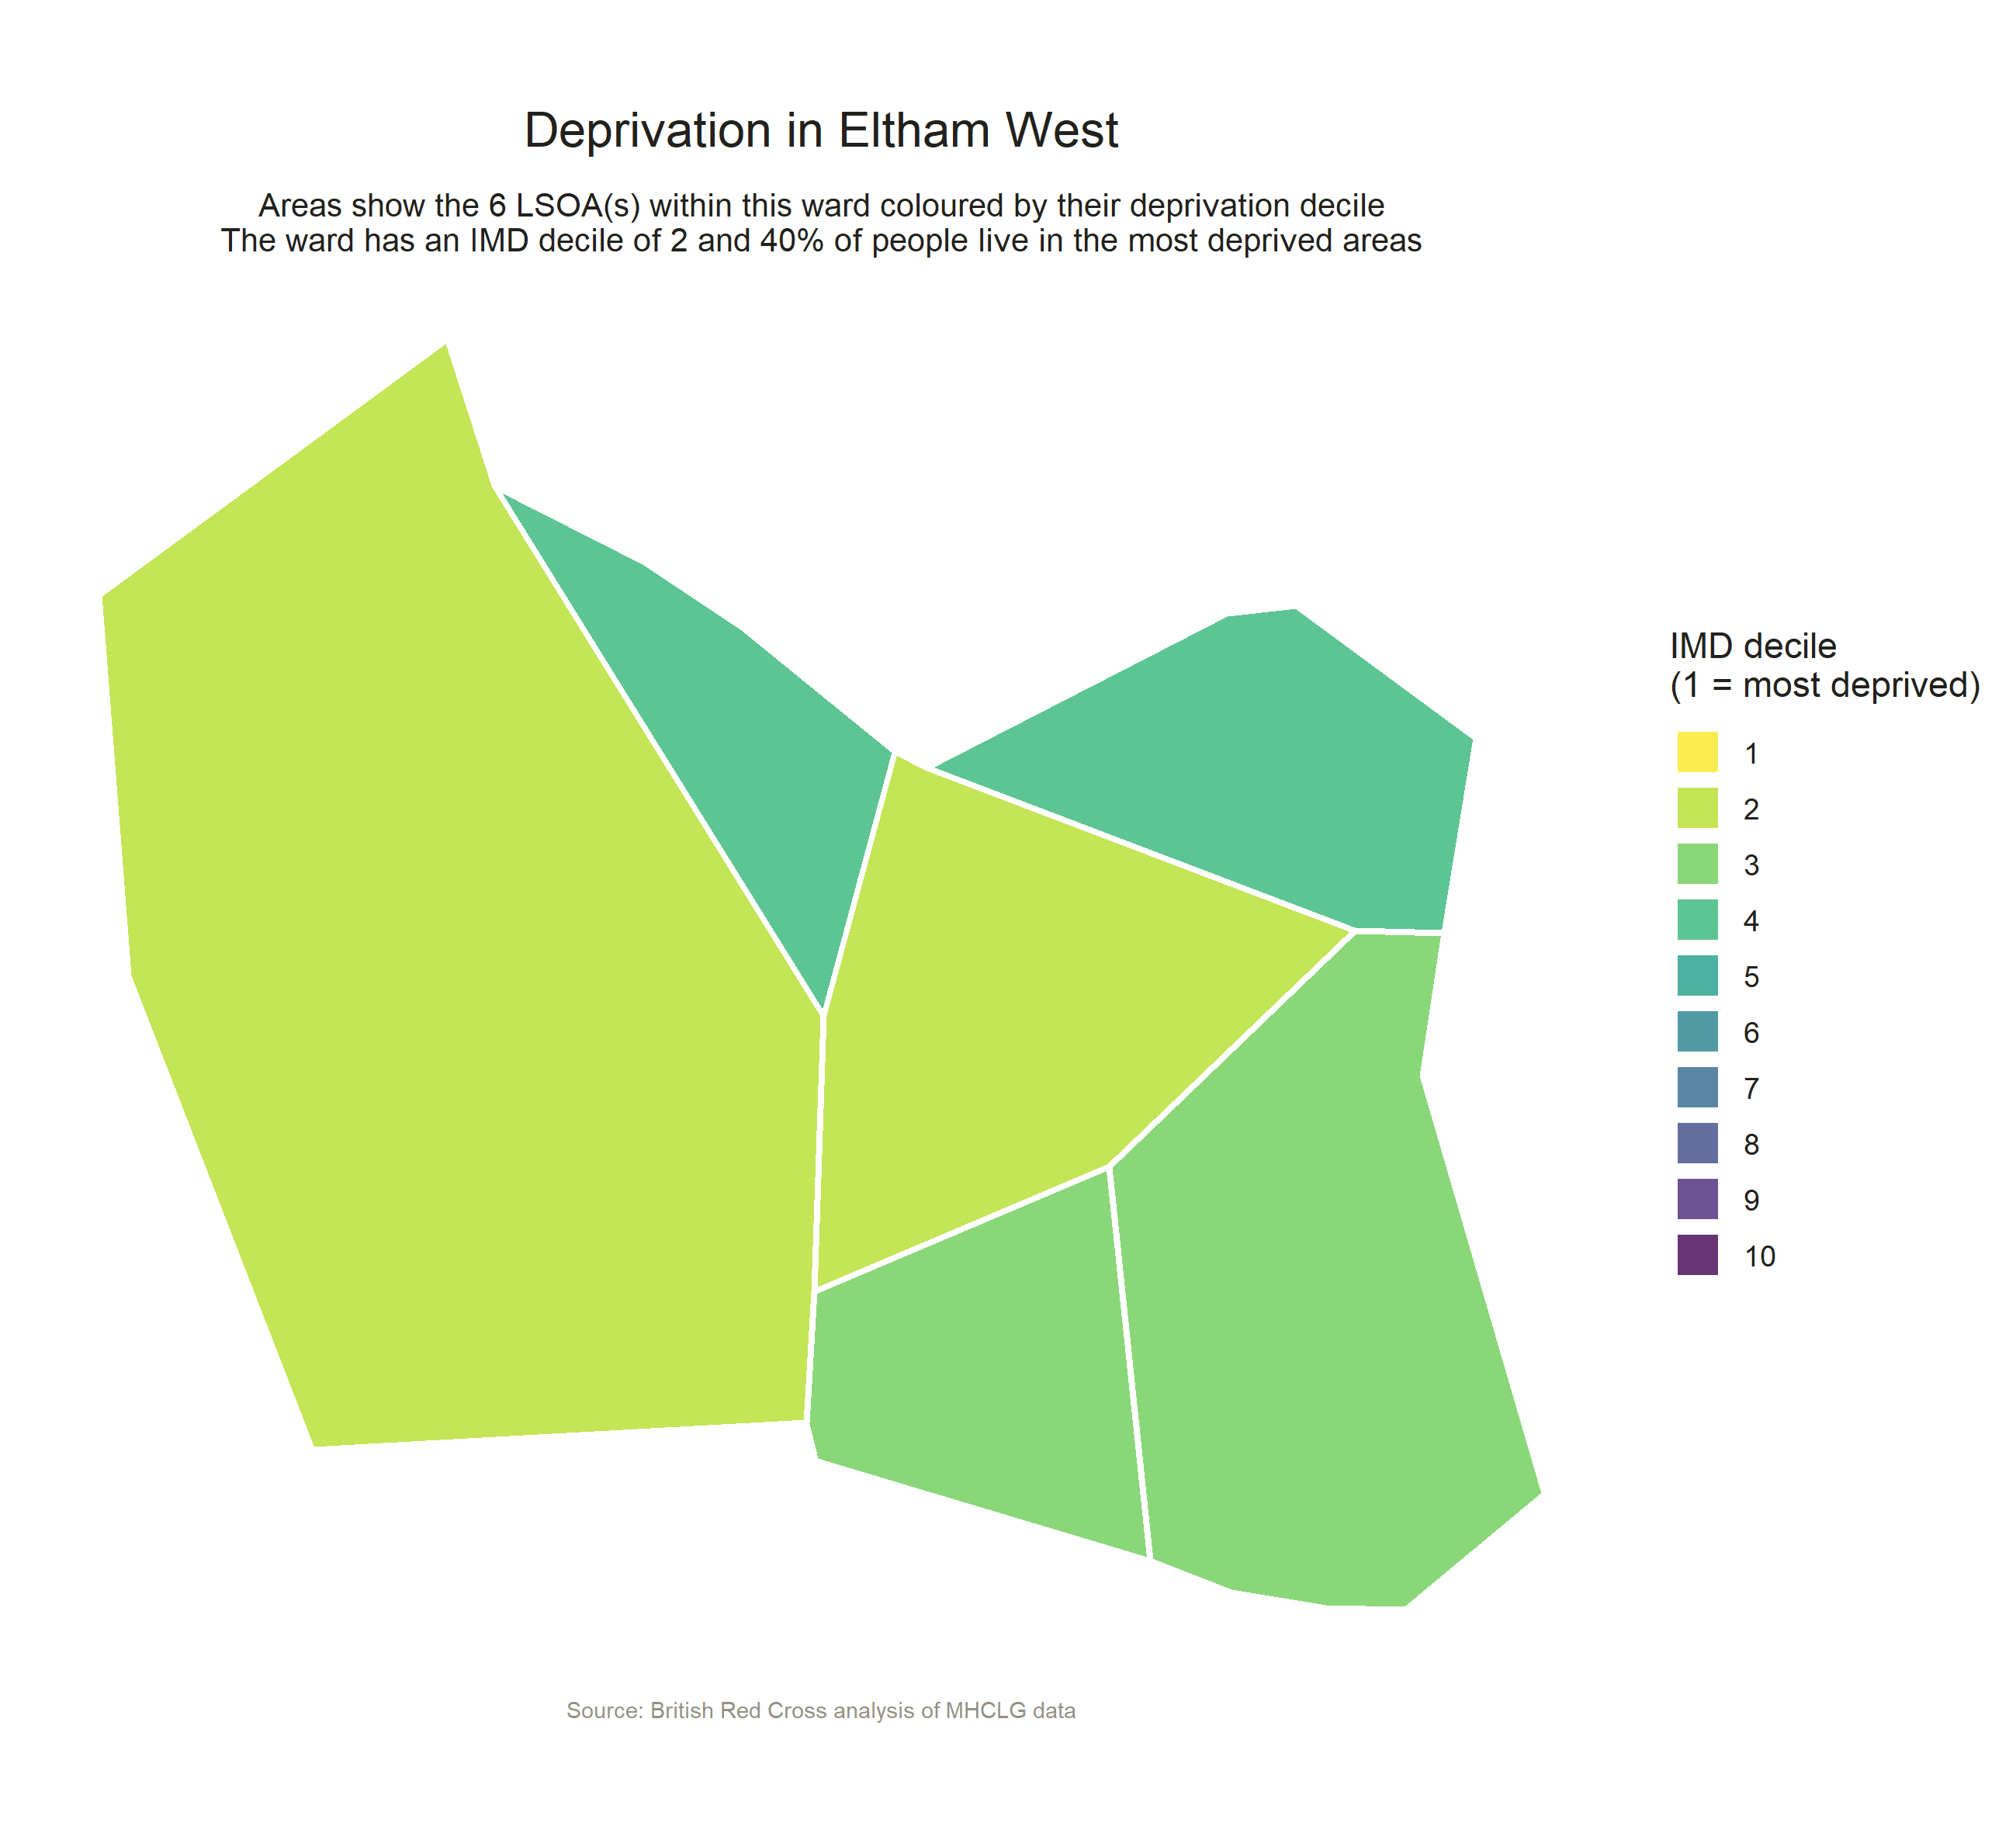 Deprivation in Eltham West
Areas show the 6 LSOA(s) within this ward coloured by their deprivation decile
The ward has an IMD decile of 2 and 40% of people live in the most deprived areas
IMD decile
(1 = most deprived)
1
2
3
4
5
6
7
8
9
10
Source: British Red Cross analysis of MHCLG data